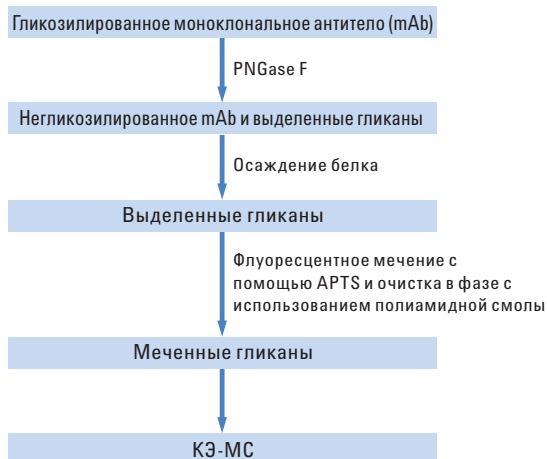 Гликозилированное моноклональное антитело (mAb)
PNGase F
Негликозилированное mAb и выделенные гликаны
Осаждение белка
Выделенные гликаны
Флуоресцентное мечение с
помощью APTS и очистка в фазе с
использованием полиамидной смолы
Меченные гликаны
КЭ-МС